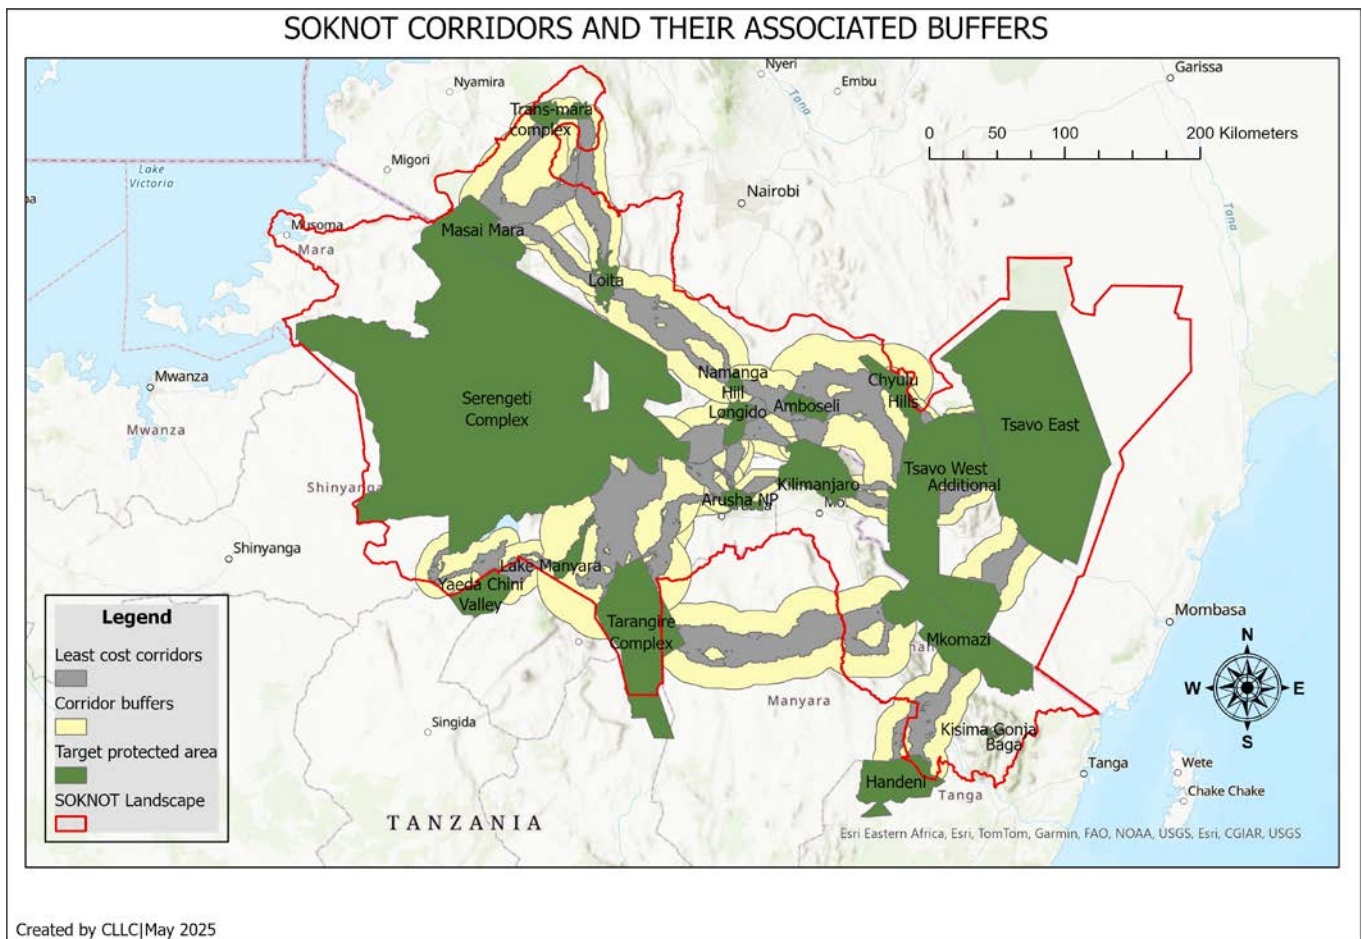 SOKNOT CORRIDORS AND THEIR ASSOCIATED BUFFERS
Nyamira
Nyeri
Embu
Garissa
Tana
Trans-mara
complex
0 50 100 200 Kilometers
Migori
Lake
Victoria
Nairobi
Tana
Musoma
Mara
Masai Mara
Loita
Mwanza
Mwanza
Namanga
Hill
Longido
Amboseli
Chyulu
Hills
Serengeti
Complex
Tsavo East
Tsavo West
Additional
Shinyanga
Kilimanjaro
Arusha NP
Shinyanga
Lake Manyara
Yaeda Chini
Valley
Tarangire
Complex
Mkomazi
Mombasa
Manyara
Singida
Kisima Gonja
Baga
Handeni
Tanga
Tanga
Wete
Chake Chake
TANZANIA
N
W E
S
Legend
Least cost corridors
Corridor buffers
Target protected area
SOKNOT Landscape
Esri Eastern Africa, Esri, TomTom, Garmin, FAO, NOAA, USGS, Esri, CGIAR, USGS
Created by CLLC|May 2025